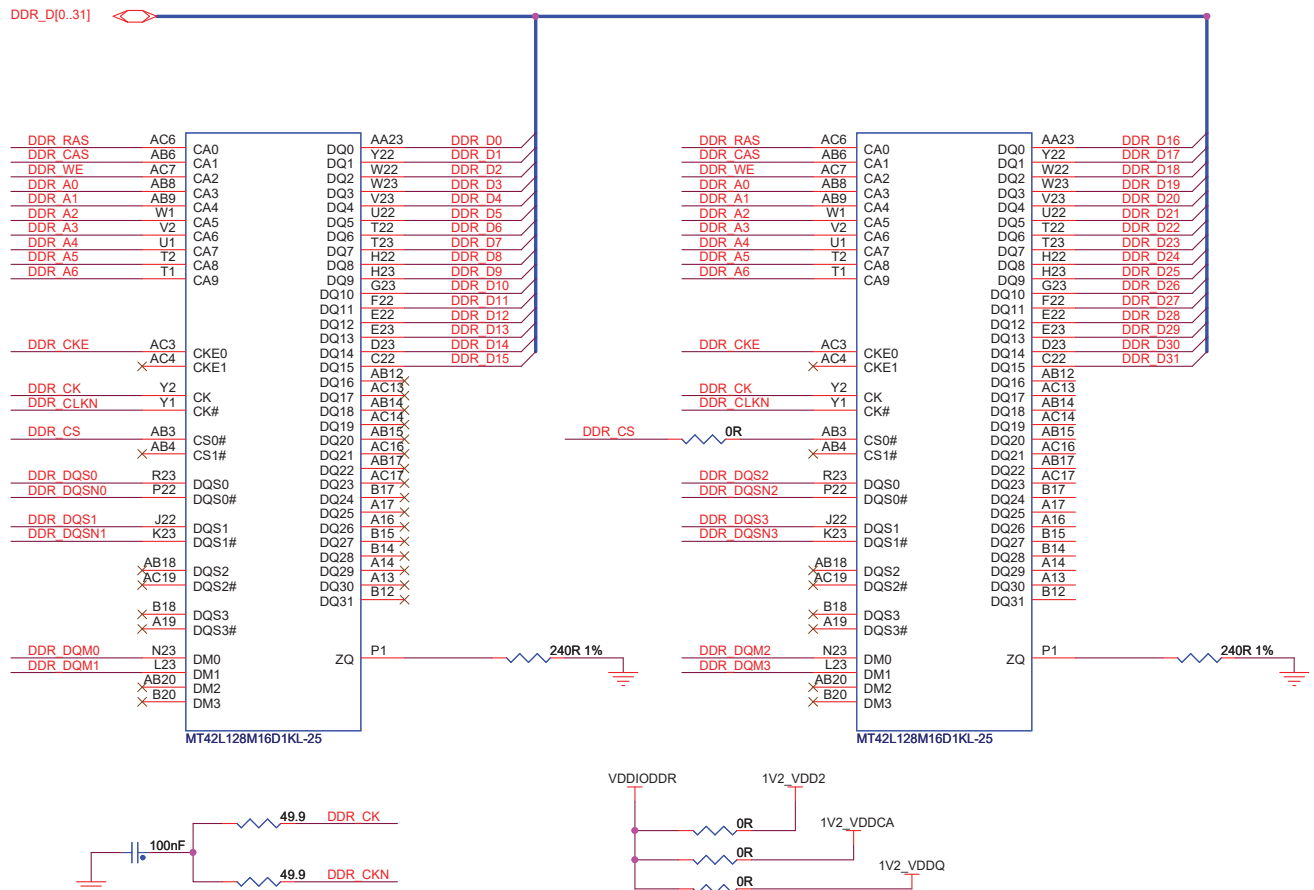 DDR_D[0..31]
DDR_RAS AC6 CA0 DQ0 AA23 DDR_D0
DDR_CAS AB6 CA1 DQ1 Y22 DDR_D1
DDR_WE AC7 CA2 DQ2 W22 DDR_D2
DDR_A0 AB8 CA3 DQ3 W23 DDR_D3
DDR_A1 AB9 CA4 DQ4 V23 DDR_D4
DDR_A2 W1 CA5 DQ5 U22 DDR_D5
DDR_A3 V2 CA6 DQ6 T22 DDR_D6
DDR_A4 U1 CA7 DQ7 T23 DDR_D7
DDR_A5 T2 CA8 DQ8 H22 DDR_D8
DDR_A6 T1 CA9 DQ9 H23 DDR_D9
DQ10 G23 DDR_D10
DQ11 F22 DDR_D11
DQ12 E22 DDR_D12
DQ13 E23 DDR_D13
DDR_CKE AC3 CKE0 DQ14 D23 DDR_D14
AC4 CKE1 DQ15 C22 DDR_D15
DQ16 AB12
DDR_CK Y2 CK DQ17 AC13
DDR_CLKN Y1 CK# DQ18 AB14
DQ19 AC14
DDR_CS AB3 CS0# DQ20 AB15
AB4 CS1# DQ21 AC16
DQ22 AB17
DDR_DQS0 R23 DQS0 DQ23 AC17
DDR_DQSN0 P22 DQS0# DQ24 B17
DQ25 A17
DDR_DQS1 J22 DQS1 DQ26 A16
DDR_DQSN1 K23 DQS1# DQ27 B15
DQ28 B14
AB18 DQS2 DQ29 A14
AC19 DQS2# DQ30 A13
DQ31 B12
B18 DQS3
A19 DQS3#
DDR_DQM0 N23 DM0 ZQ P1 240R 1%
DDR_DQM1 L23 DM1
AB20 DM2
B20 DM3
MT42L128M16D1KL-25
DDR_RAS AC6 CA0 DQ0 AA23 DDR_D16
DDR_CAS AB6 CA1 DQ1 Y22 DDR_D17
DDR_WE AC7 CA2 DQ2 W22 DDR_D18
DDR_A0 AB8 CA3 DQ3 W23 DDR_D19
DDR_A1 AB9 CA4 DQ4 V23 DDR_D20
DDR_A2 W1 CA5 DQ5 U22 DDR_D21
DDR_A3 V2 CA6 DQ6 T22 DDR_D22
DDR_A4 U1 CA7 DQ7 T23 DDR_D23
DDR_A5 T2 CA8 DQ8 H22 DDR_D24
DDR_A6 T1 CA9 DQ9 H23 DDR_D25
DQ10 G23 DDR_D26
DQ11 F22 DDR_D27
DQ12 E22 DDR_D28
DQ13 E23 DDR_D29
DDR_CKE AC3 CKE0 DQ14 D23 DDR_D30
AC4 CKE1 DQ15 C22 DDR_D31
DQ16 AB12
DDR_CK Y2 CK DQ17 AC13
DDR_CLKN Y1 CK# DQ18 AB14
DQ19 AC14
DDR_CS 0R AB3 CS0# DQ20 AB15
AB4 CS1# DQ21 AC16
DQ22 AB17
DDR_DQS2 R23 DQS0 DQ23 AC17
DDR_DQSN2 P22 DQS0# DQ24 B17
DQ25 A17
DDR_DQS3 J22 DQS1 DQ26 A16
DDR_DQSN3 K23 DQS1# DQ27 B15
DQ28 B14
AB18 DQS2 DQ29 A14
AC19 DQS2# DQ30 A13
DQ31 B12
B18 DQS3
A19 DQS3#
DDR_DQM2 N23 DM0 ZQ P1 240R 1%
DDR_DQM3 L23 DM1
AB20 DM2
B20 DM3
MT42L128M16D1KL-25
49.9 DDR_CK
100nF
49.9 DDR_CKN
VDDIODDR 1V2_VDD2
0R 1V2_VDDCA
0R 1V2_VDDQ
0R